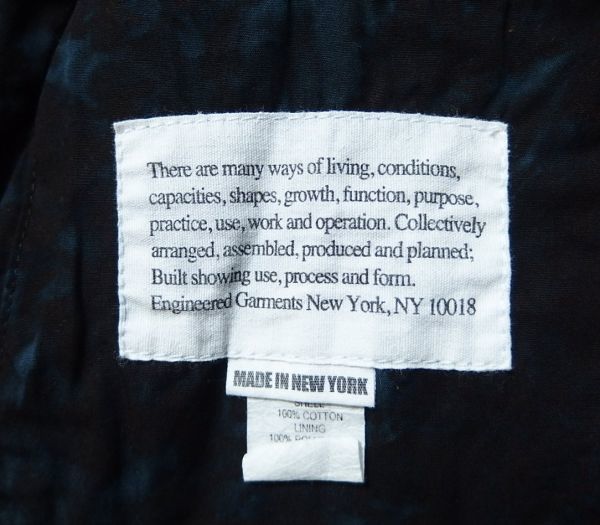 There are many ways of living, conditions,
capacities, shapes, growth, function, purpose,
practice, use, work and operation. Collectively
arranged, assembled, produced and planned;
Built showing use, process and form.
Engineered Garments New York, NY 10018
MADE IN NEW YORK
SHELL
100% COTTON
LINING
100%